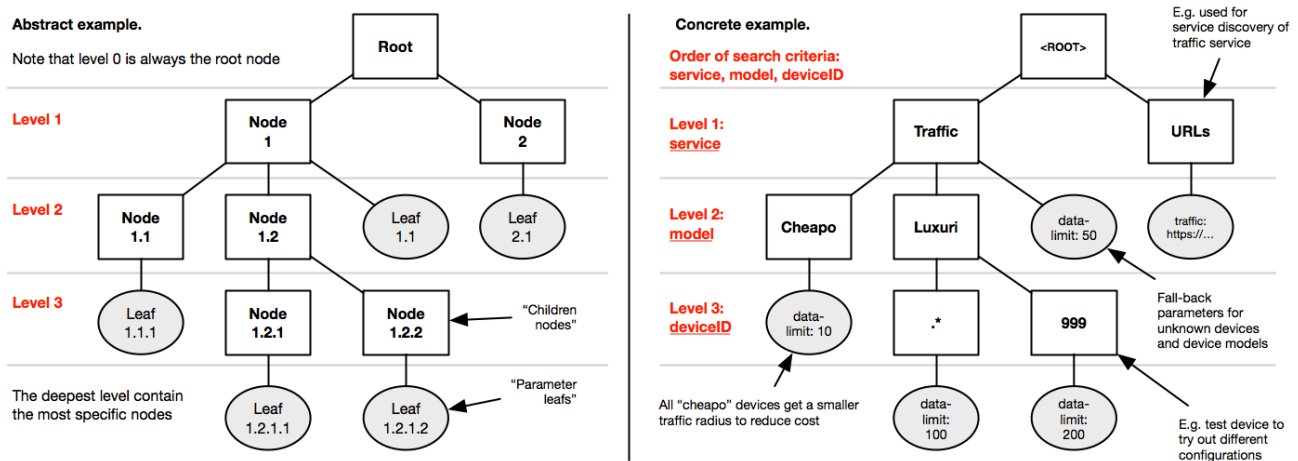 Abstract example.
Note that level 0 is always the root node
Root
Level 1
Node
1
Node
2
Level 2
Node
1.1
Node
1.2
Leaf
1.1
Leaf
2.1
Level 3
Leaf
1.1.1
Node
1.2.1
Node
1.2.2
“Children
nodes”
The deepest level contain
the most specific nodes
Leaf
1.2.1.1
Leaf
1.2.1.2
“Parameter
leafs”
Concrete example.
Order of search criteria:
service, model, deviceID
<ROOT>
E.g. used for
service discovery of
traffic service
Level 1:
service
Traffic
URLs
Level 2:
model
Cheapo
Luxuri
data-
limit: 50
traffic:
https://...
Level 3:
deviceID
data-
limit: 10
.*
999
Fall-back
parameters for
unknown devices
and device models
All “cheapo” devices get a smaller
traffic radius to reduce cost
data-
limit:
100
data-
limit:
200
E.g. test device to
try out different
configurations